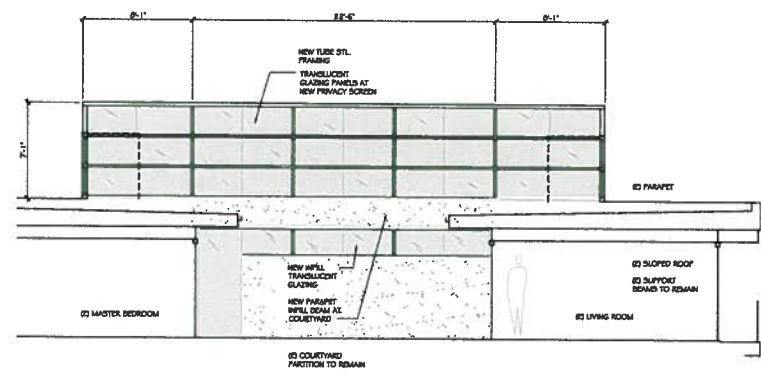 8'-1"
22'-6"
8'-1"
NEW TUBE STL.
FRAMING
TRANSLUCENT
GLAZING PANELS AT
NEW PRIVACY SCREEN
7'-1"
(E) PARAPET
NEW INFILL
TRANSLUCENT
GLAZING
NEW PARAPET
INFILL BEAM AT
COURTYARD
(E) SLOPED ROOF
(E) SUPPORT
BEAMS TO REMAIN
(E) MASTER BEDROOM
(E) LIVING ROOM
(E) COURTYARD
PARTITION TO REMAIN